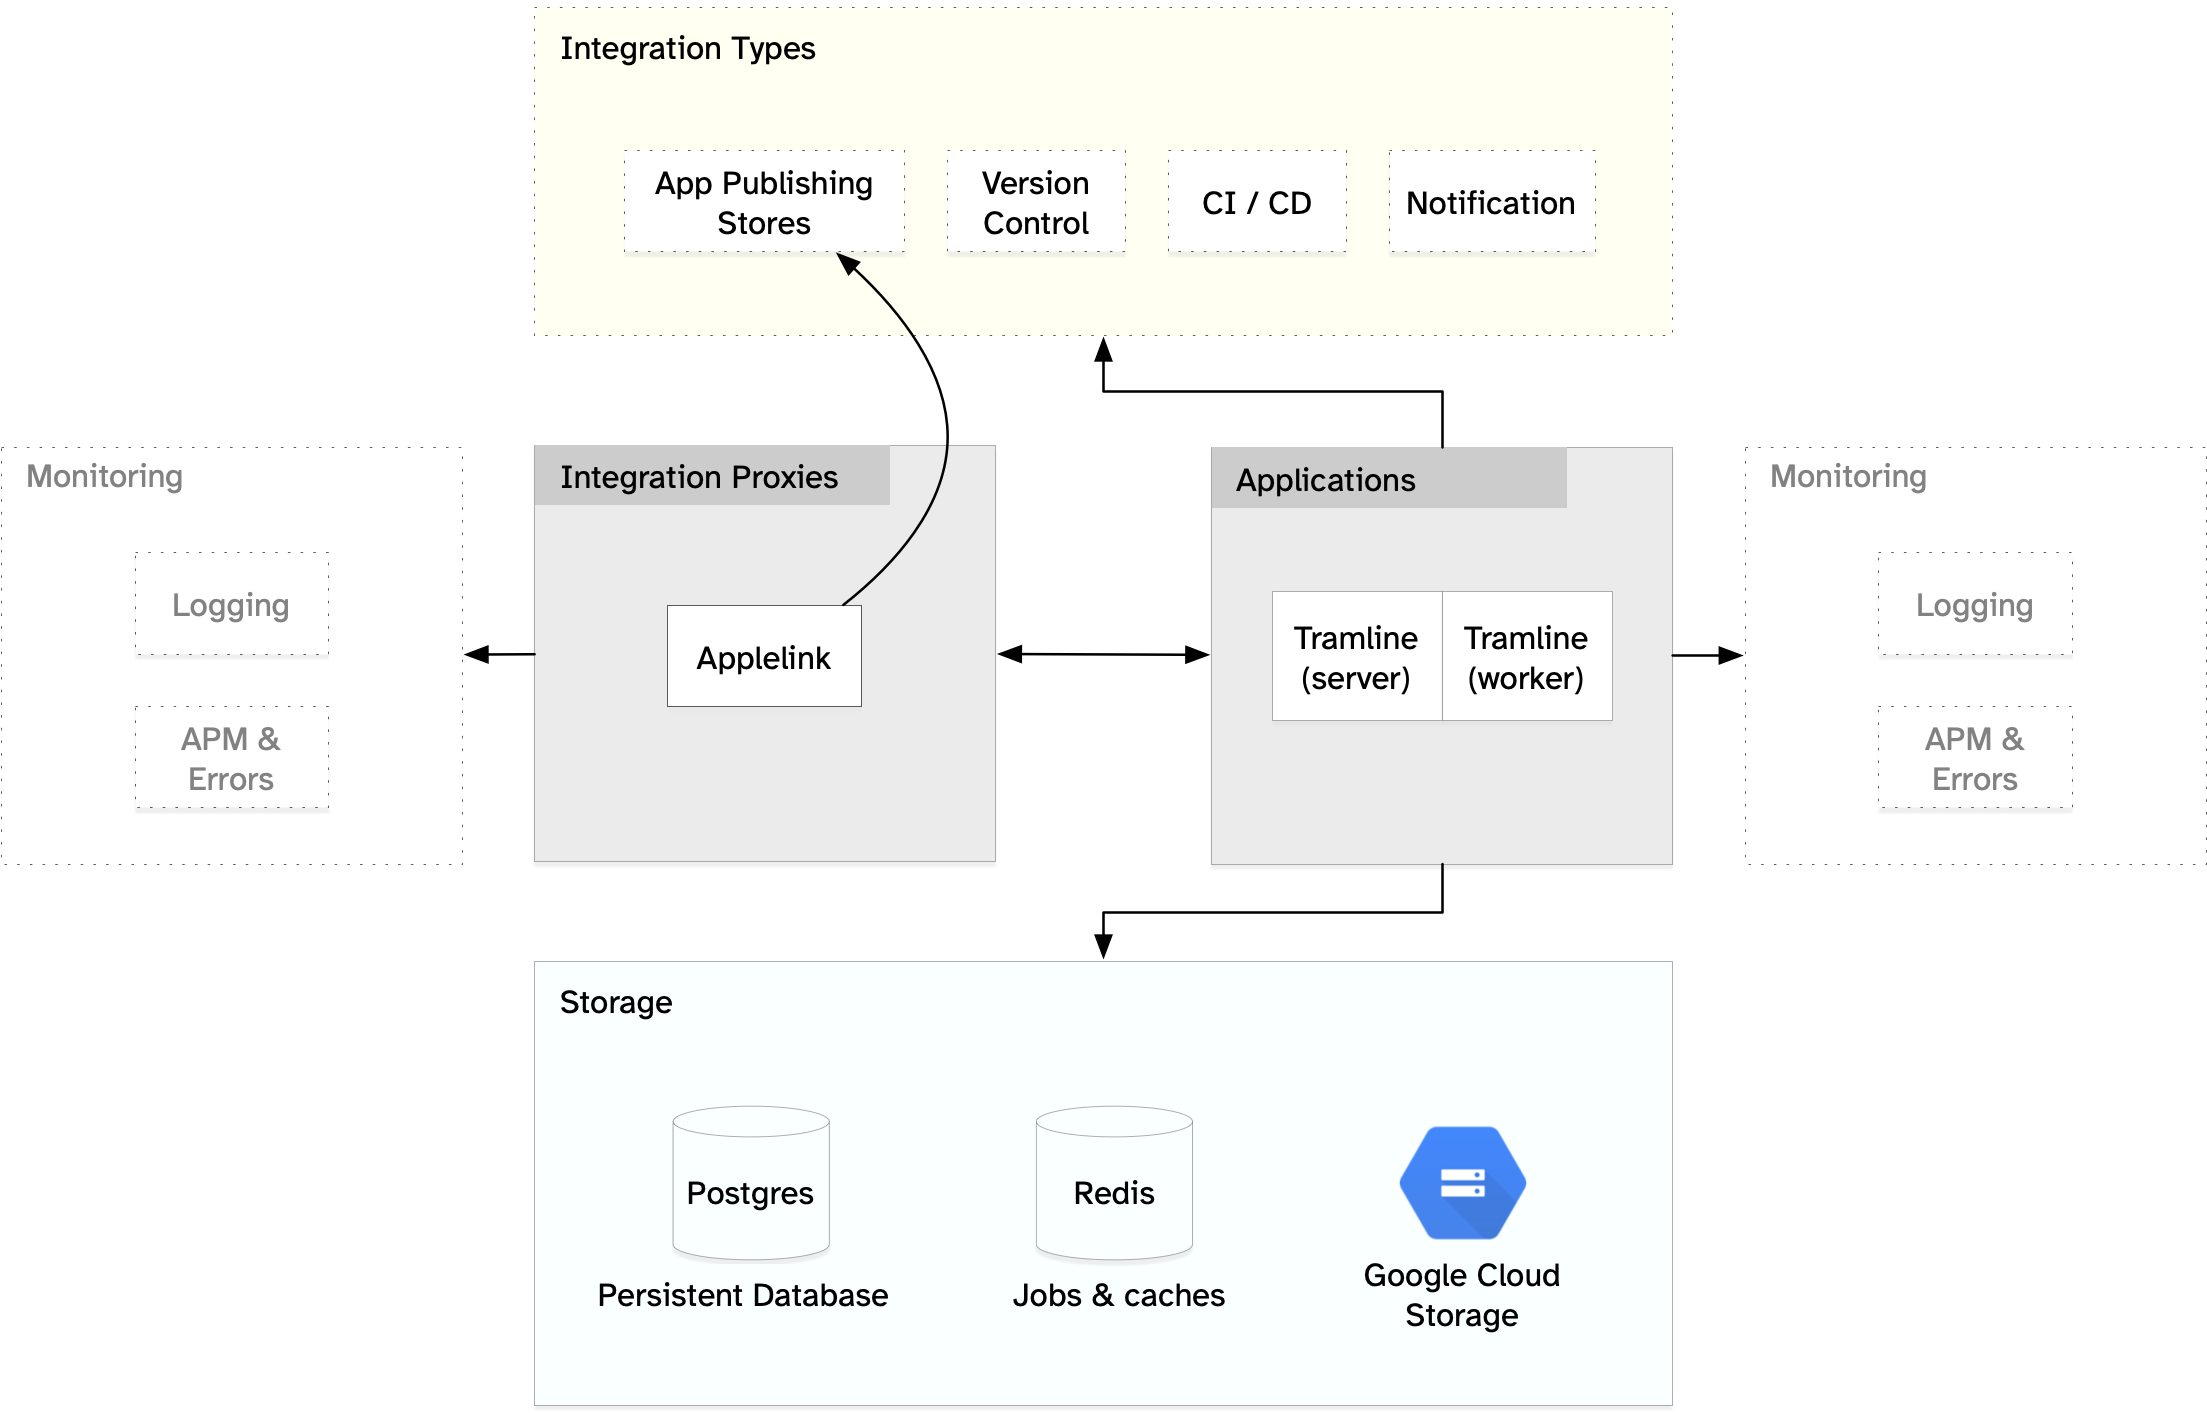 Integration Types
App Publishing
Stores
Version
Control
CI / CD
Notification
Monitoring
Logging
APM &
Errors
Integration Proxies
Applelink
Applications
Tramline
(server)
Tramline
(worker)
Monitoring
Logging
APM &
Errors
Storage
Postgres
Persistent Database
Redis
Jobs & caches
Google Cloud
Storage